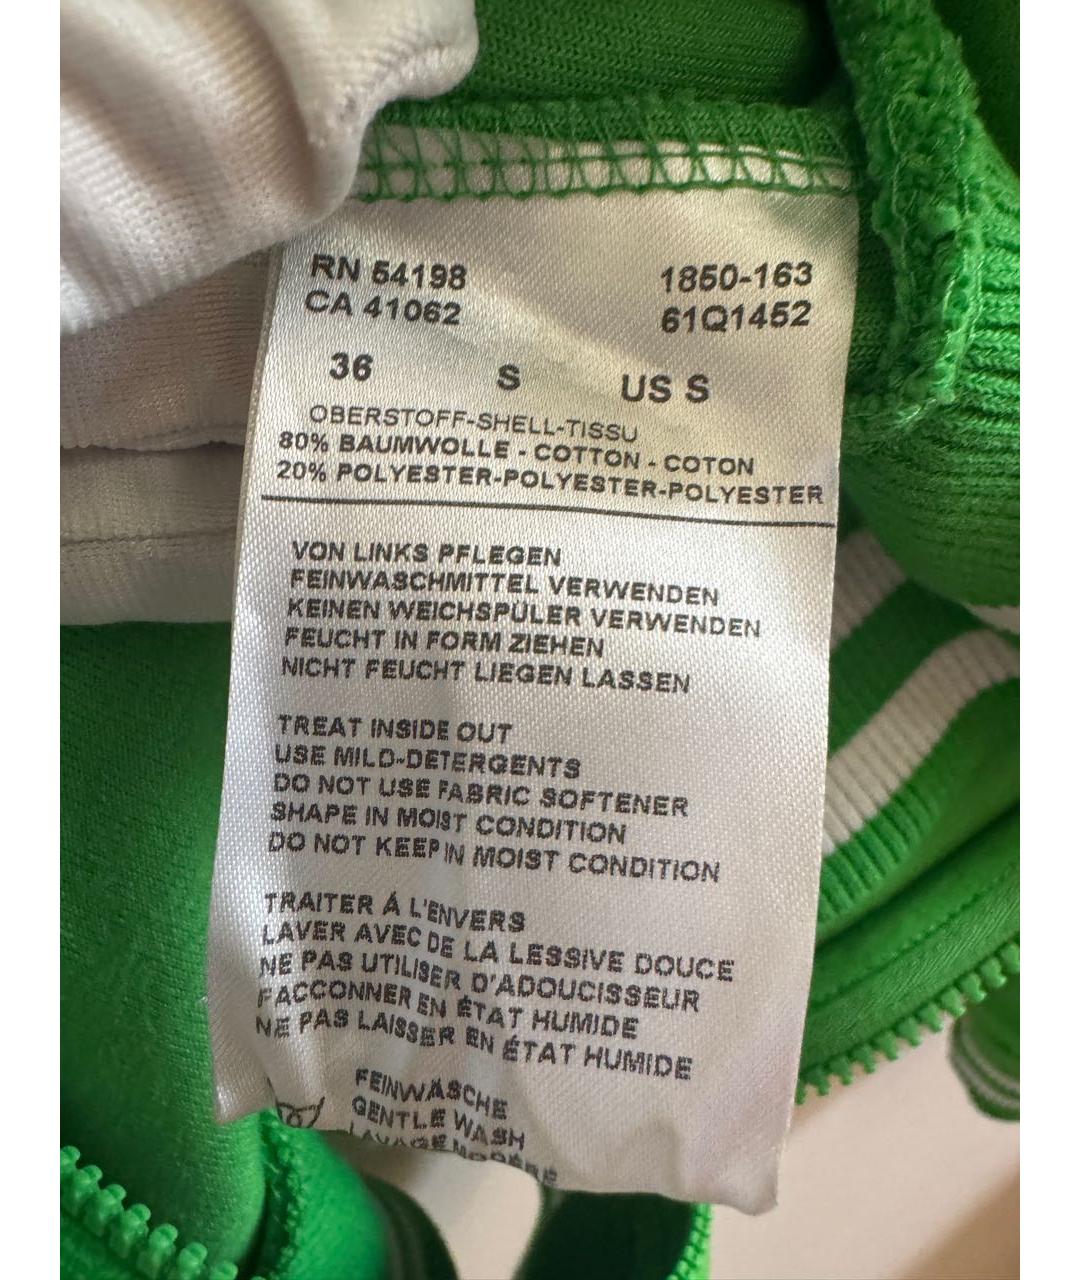 RN 54198
CA 41062
1850-163
61Q1452
36 S US S
OBERSTOFF-SHELL-TISSU
80% BAUMWOLLE - COTTON - COTON
20% POLYESTER-POLYESTER-POLYESTER
VON LINKS PFLEGEN
FEINWASCHMITTEL VERWENDEN
KEINEN WEICHSPÜLER VERWENDEN
FEUCHT IN FORM ZIEHEN
NICHT FEUCHT LIEGEN LASSEN
TREAT INSIDE OUT
USE MILD-DETERGENTS
DO NOT USE FABRIC SOFTENER
SHAPE IN MOIST CONDITION
DO NOT KEEP IN MOIST CONDITION
TRAITER Á L'ENVERS
LAVER AVEC DE LA LESSIVE DOUCE
NE PAS UTILISER D'ADOUCISSEUR
FACCONNER EN ÉTAT HUMIDE
NE PAS LAISSER EN ÉTAT HUMIDE
FEINWÄSCHE
GENTLE WASH
LAVAGE MODÉRÉ